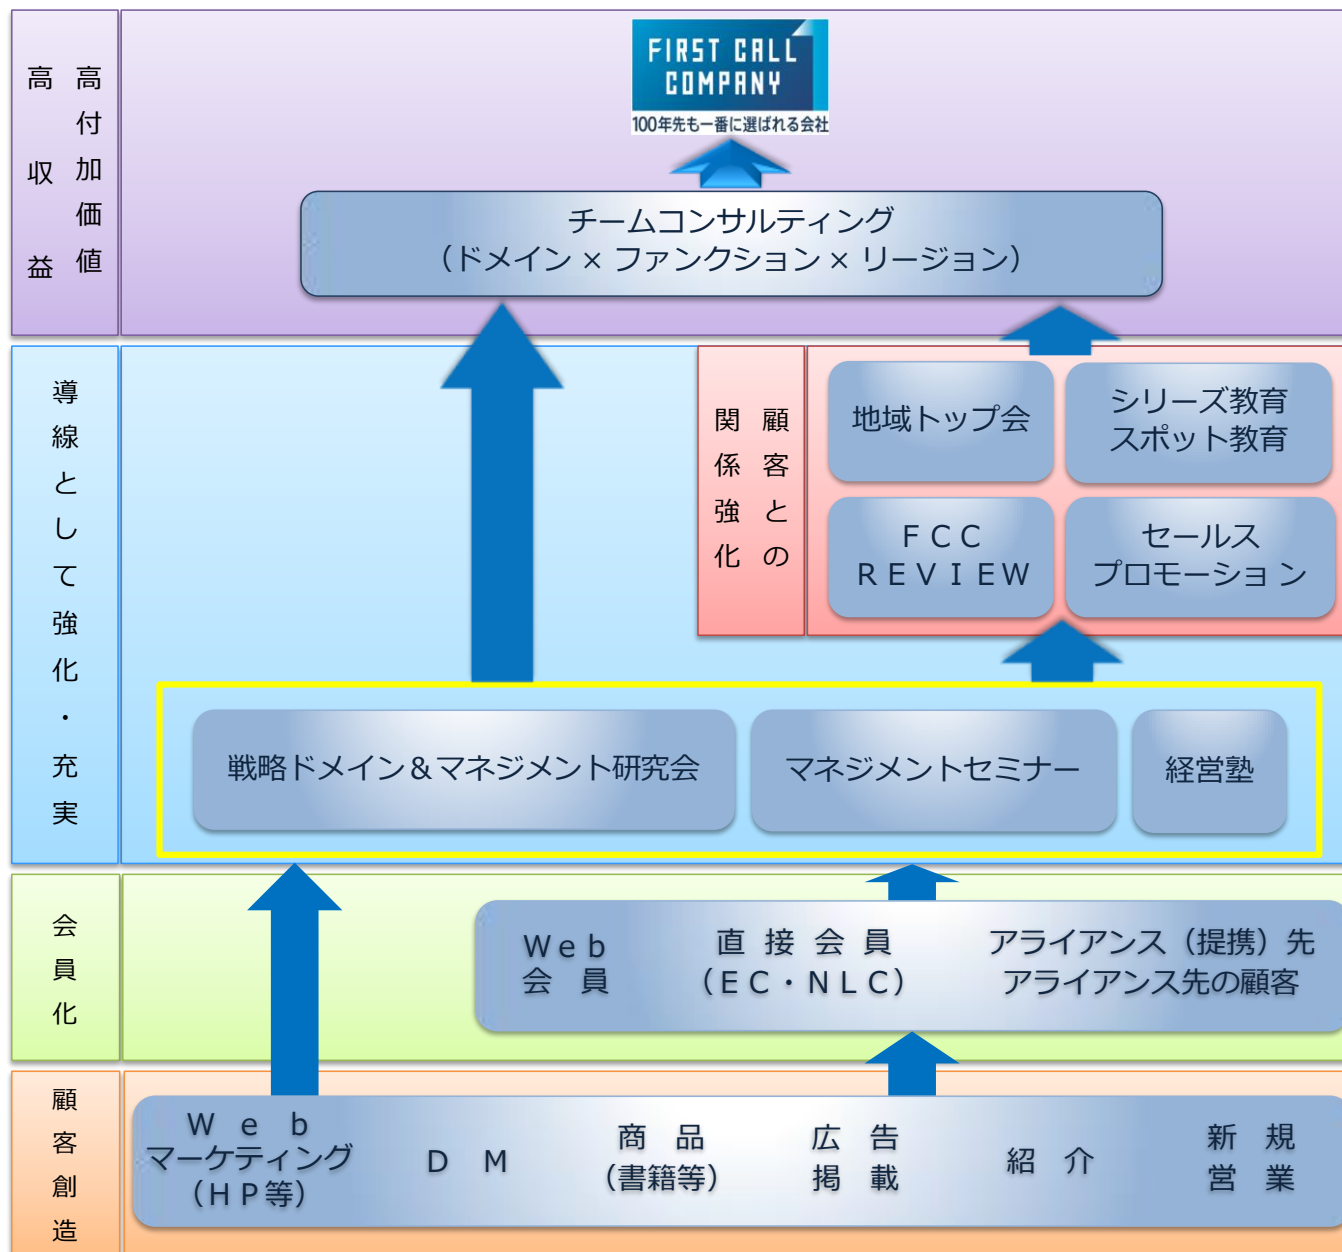 FIRST CALL
COMPANY
100年先も一番に選ばれる会社
高付加価値
高収益
チームコンサルティング
（ドメイン × ファンクション × リージョン）
導線として強化・充実
顧客との
関係強化
地域トップ会
シリーズ教育
スポット教育
ＦＣＣ
ＲＥＶＩＥＷ
セールス
プロモーション
戦略ドメイン＆マネジメント研究会
マネジメントセミナー
経営塾
会員化
Ｗｅｂ
会 員
直 接 会 員
（ＥＣ・ＮＬＣ）
アライアンス（提携）先
アライアンス先の顧客
顧客創造
Ｗ ｅ ｂ
マーケティング
（ＨＰ等）
Ｄ Ｍ
商 品
（書籍等）
広 告
掲 載
紹 介
新 規
営 業